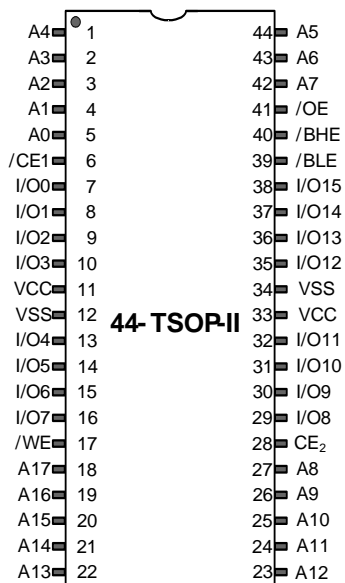 A4 1 44 A5
A3 2 43 A6
A2 3 42 A7
A1 4 41 /OE
A0 5 40 /BHE
/CE1 6 39 /BLE
I/O0 7 38 I/O15
I/O1 8 37 I/O14
I/O2 9 36 I/O13
I/O3 10 35 I/O12
VCC 11 34 VSS
VSS 12 33 VCC
44-TSOP-II
I/O4 13 32 I/O11
I/O5 14 31 I/O10
I/O6 15 30 I/O9
I/O7 16 29 I/O8
/WE 17 28 CE₂
A17 18 27 A8
A16 19 26 A9
A15 20 25 A10
A14 21 24 A11
A13 22 23 A12